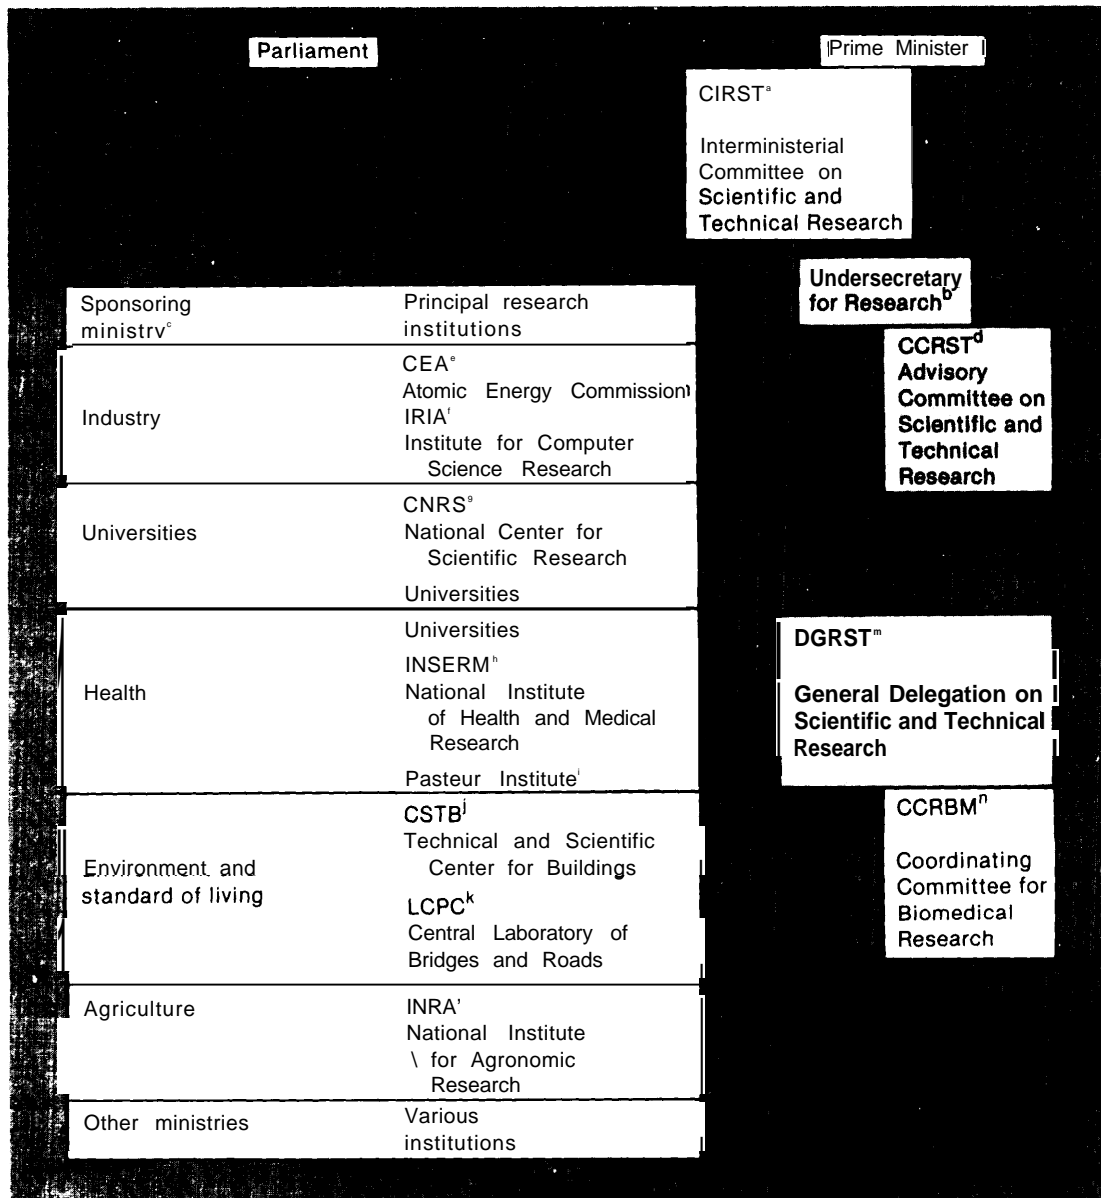 Parliament
Prime Minister
CIRSTᵃ
Interministerial
Committee on
Scientific and
Technical Research
Undersecretary
for Researchᵇ
CCRSTᵈ
Advisory
Committee on
Scientific and
Technical
Research
DGRSTᵐ
General Delegation on
Scientific and Technical
Research
CCRBMⁿ
Coordinating
Committee for
Biomedical
Research
Sponsoring
ministryᶜ
Principal research
institutions
Industry
CEAᵉ
Atomic Energy Commission
IRIAᶠ
Institute for Computer
Science Research
Universities
CNRSᵍ
National Center for
Scientific Research
Universities
Health
Universities
INSERMʰ
National Institute
of Health and Medical
Research
Pasteur Instituteⁱ
Environment and
standard of living
CSTBʲ
Technical and Scientific
Center for Buildings
LCPCᵏ
Central Laboratory of
Bridges and Roads
Agriculture
INRA'
National Institute
\ for Agronomic
Research
Other ministries
Various
institutions